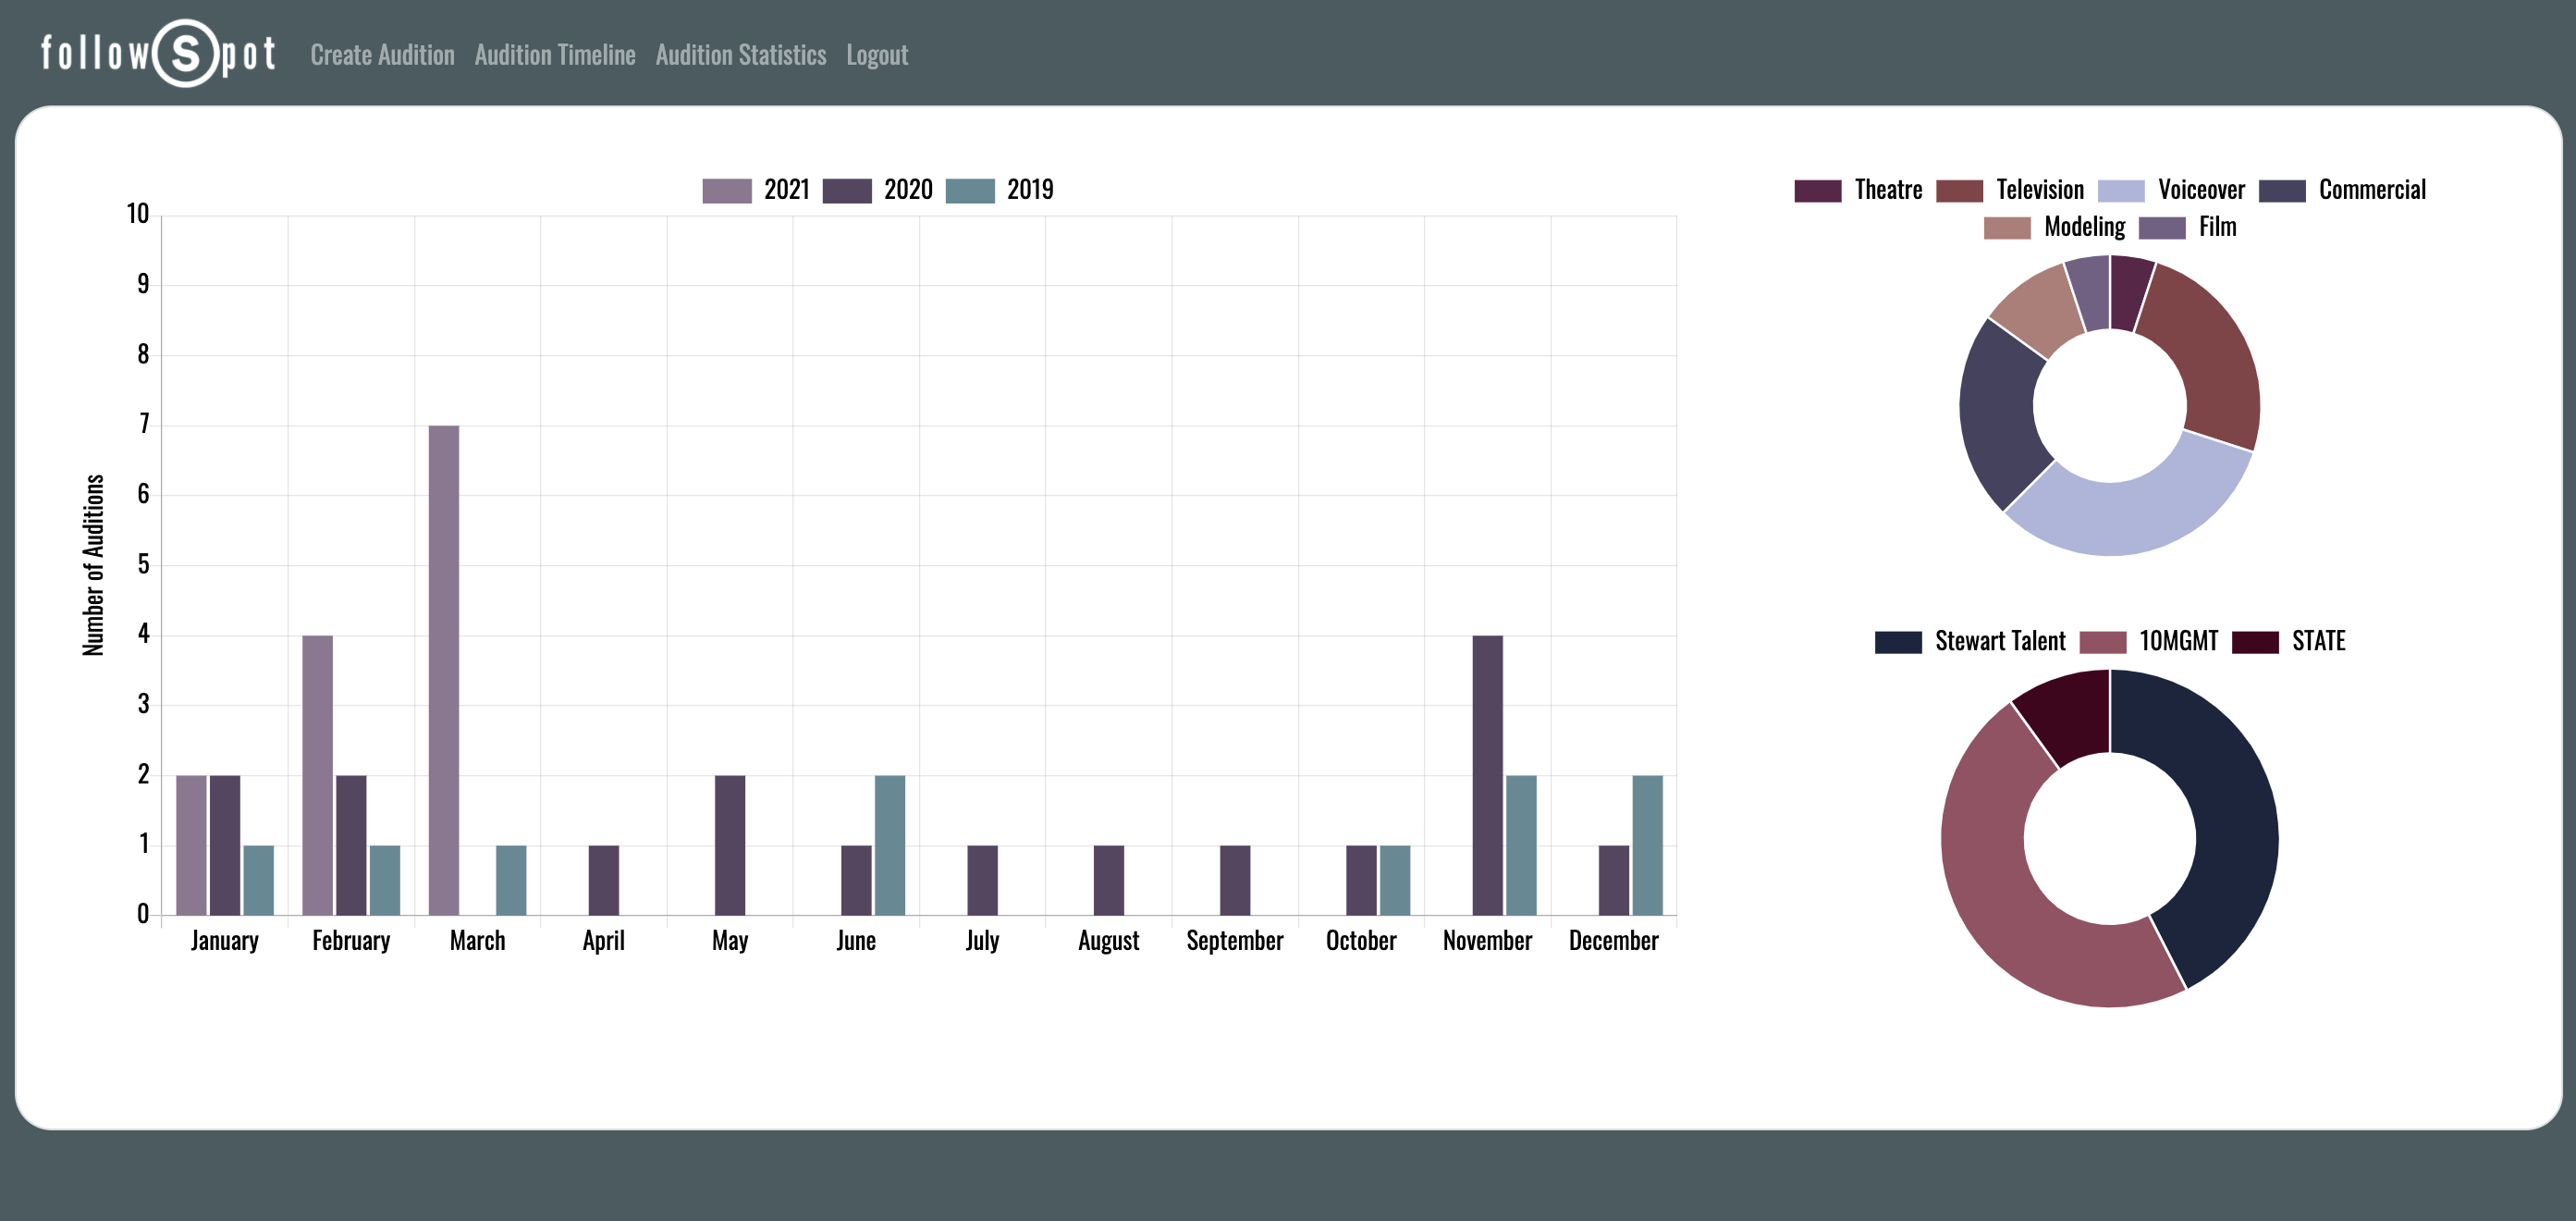 followSpot Create Audition Audition Timeline Audition Statistics Logout
2021 2020 2019
10
9
8
7
6
5
4
3
2
1
0
Number of Auditions
January February March April May June July August September October November December
Theatre Television Voiceover Commercial
Modeling Film
Stewart Talent 10MGMT STATE